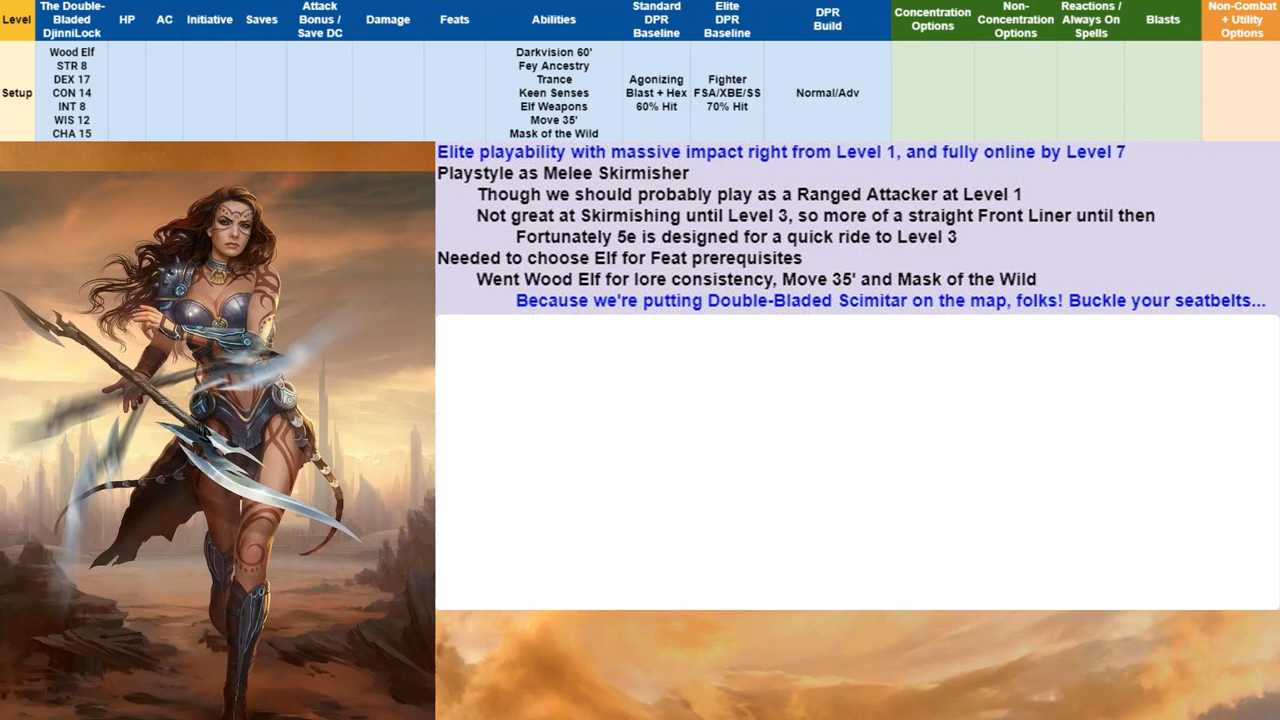 Level
The Double-
Bladed
DjinniLock
HP
AC
Initiative
Saves
Attack
Bonus /
Save DC
Damage
Feats
Abilities
Standard
DPR
Baseline
Elite
DPR
Baseline
DPR
Build
Concentration
Options
Non-
Concentration
Options
Reactions /
Always On
Spells
Blasts
Non-Combat
+ Utility
Options
Setup
Wood Elf
STR 8
DEX 17
CON 14
INT 8
WIS 12
CHA 15
Darkvision 60'
Fey Ancestry
Trance
Keen Senses
Elf Weapons
Move 35'
Mask of the Wild
Agonizing
Blast + Hex
60% Hit
Fighter
FSA/XBE/SS
70% Hit
Normal/Adv
Elite playability with massive impact right from Level 1, and fully online by Level 7
Playstyle as Melee Skirmisher
Though we should probably play as a Ranged Attacker at Level 1
Not great at Skirmishing until Level 3, so more of a straight Front Liner until then
Fortunately 5e is designed for a quick ride to Level 3
Needed to choose Elf for Feat prerequisites
Went Wood Elf for lore consistency, Move 35' and Mask of the Wild
Because we're putting Double-Bladed Scimitar on the map, folks! Buckle your seatbelts...